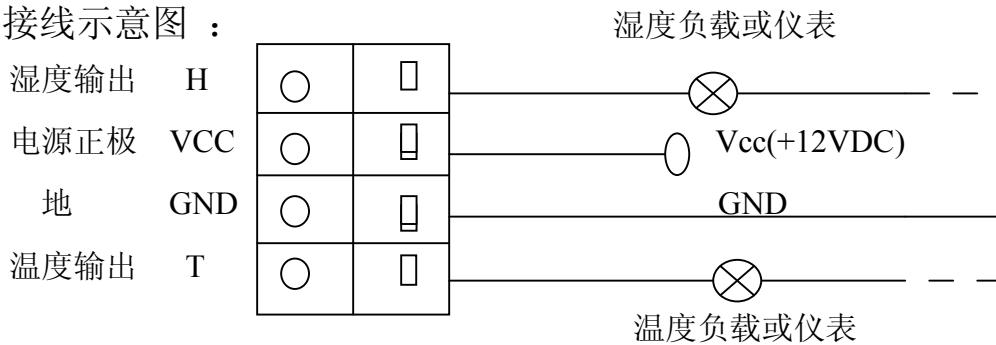 接线示意图 ：
湿度负载或仪表
湿度输出 H
电源正极 VCC Vcc(+12VDC)
地 GND GND
温度输出 T
温度负载或仪表